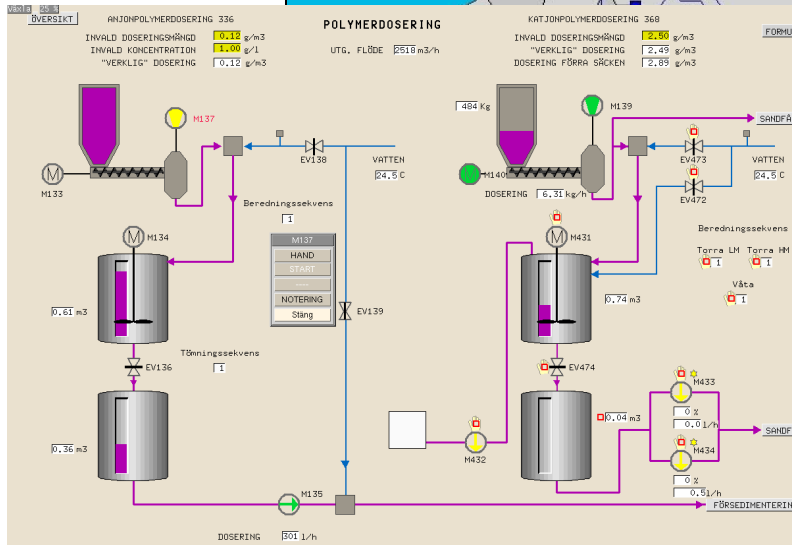 Växla 25 %
ÖVERSIKT
ANJONPOLYMERDOSERING 336
POLYMERDOSERING
KATJONPOLYMERDOSERING 368
INVALD DOSERINGSMÄNGD 0.12 g/m3
INVALD KONCENTRATION 1.00 g/l
"VERKLIG" DOSERING 0.12 g/m3
UTG. FLÖDE 2518 m3/h
INVALD DOSERINGSMÄNGD 2.50 g/m3
"VERKLIG" DOSERING 2.49 g/m3
DOSERING FÖRRA SÄCKEN 2.89 g/m3
FORMU
M137
484 Kg
M139
SANDFÄ
EV138
VATTEN
24.5 C
M133
EV473
VATTEN
24.5 C
M140
DOSERING 6.31 kg/h
EV472
Beredningssekvens
1
M134
M431
Beredningssekvens
Torra LM Torra HM
1 1
Våta
1
M137
HAND
START
NOTERING
Stäng
0.61 m3
0.74 m3
EV139
Tömningssekvens
1
EV136
EV474
M433
0 %
0.0 l/h
0.36 m3
0.04 m3
M432
SANDF
M434
0 %
0.5 l/h
M135
FÖRSEDIMENTERIN
DOSERING 301 l/h